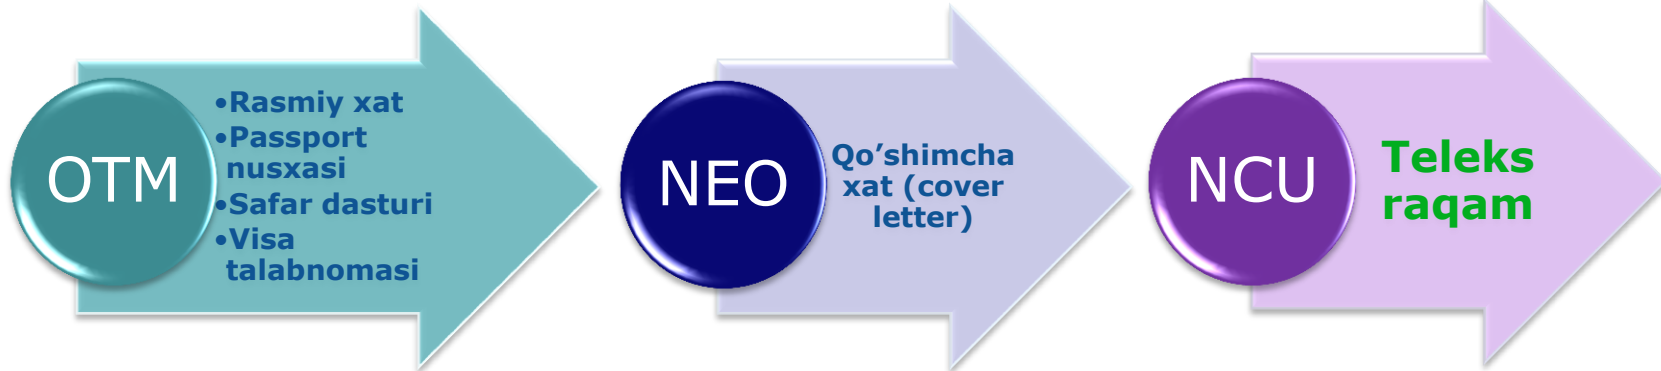 OTM
•Rasmiy xat
•Passport
nusxasi
•Safar dasturi
•Visa
talabnomasi
NEO
Qo’shimcha
xat (cover
letter)
NCU
Teleks
raqam